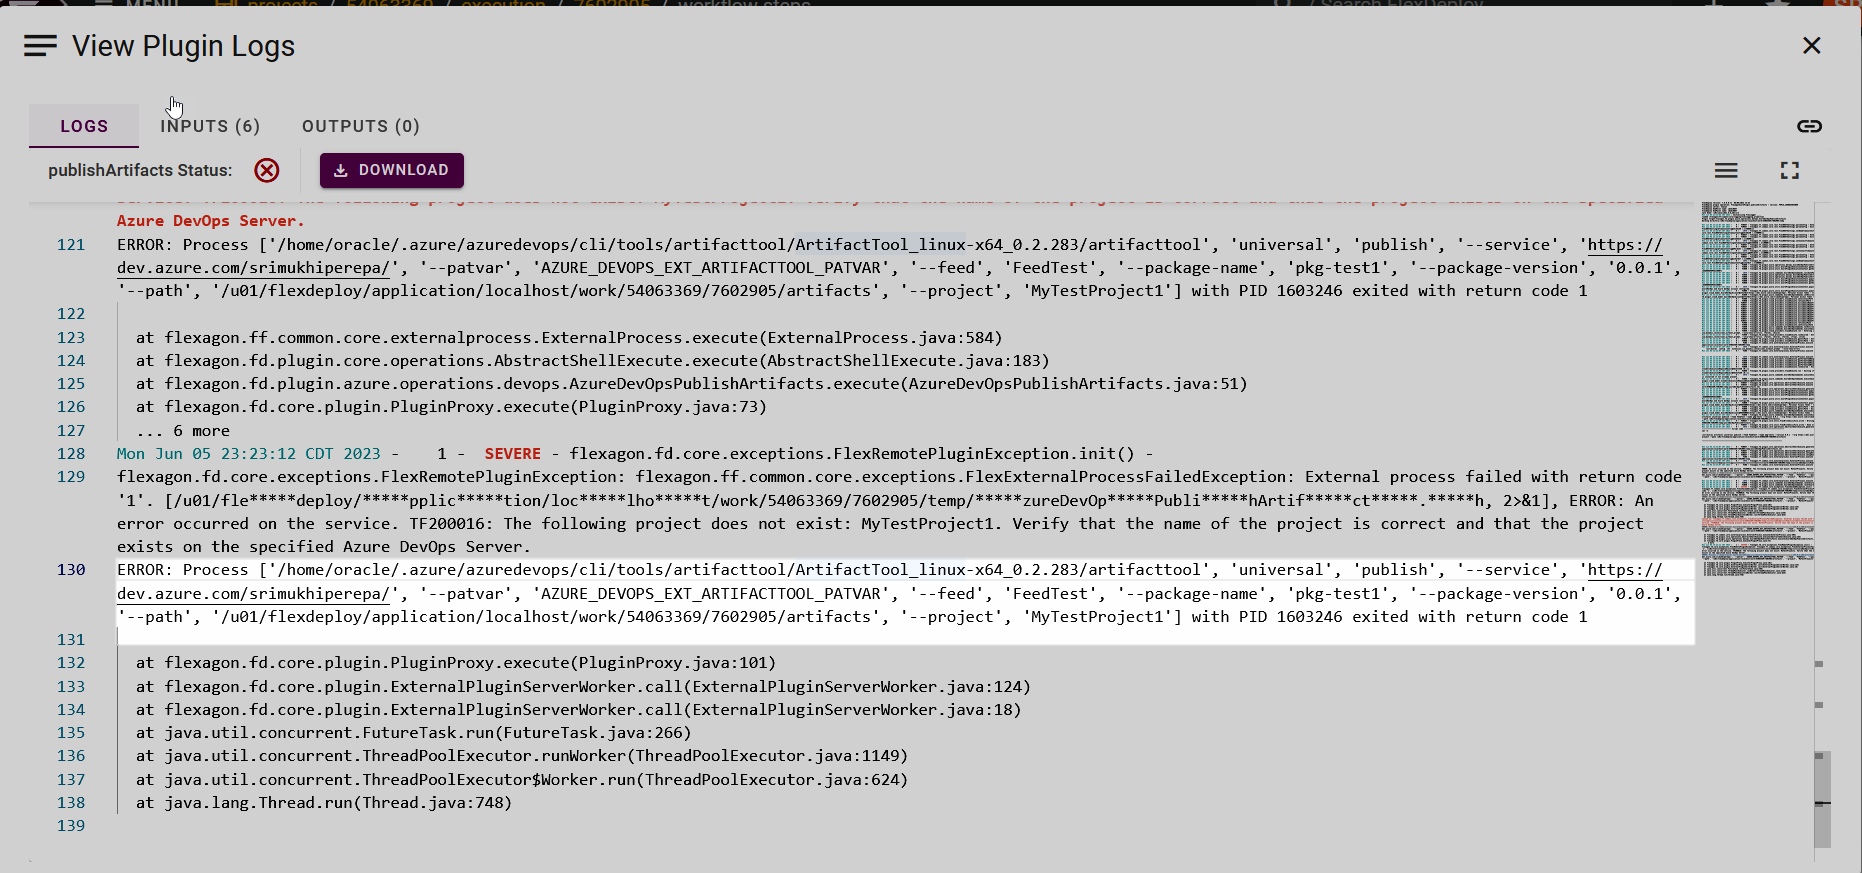 MENU projects / 54063369 / execution / 7602905 / workflow steps / Search FlexDeploy
View Plugin Logs
LOGS INPUTS (6) OUTPUTS (0)
publishArtifacts Status: DOWNLOAD
Azure DevOps Server.
121 ERROR: Process ['/home/oracle/.azure/azuredevops/cli/tools/artifacttool/ArtifactTool_linux-x64_0.2.283/artifacttool', 'universal', 'publish', '--service', 'https://
dev.azure.com/srimukhiperepa/', '--patvar', 'AZURE_DEVOPS_EXT_ARTIFACTTOOL_PATVAR', '--feed', 'FeedTest', '--package-name', 'pkg-test1', '--package-version', '0.0.1',
'--path', '/u01/flexdeploy/application/localhost/work/54063369/7602905/artifacts', '--project', 'MyTestProject1'] with PID 1603246 exited with return code 1
122
123 at flexagon.ff.common.core.externalprocess.ExternalProcess.execute(ExternalProcess.java:584)
124 at flexagon.fd.plugin.core.operations.AbstractShellExecute.execute(AbstractShellExecute.java:183)
125 at flexagon.fd.plugin.azure.operations.devops.AzureDevOpsPublishArtifacts.execute(AzureDevOpsPublishArtifacts.java:51)
126 at flexagon.fd.core.plugin.PluginProxy.execute(PluginProxy.java:73)
127 ... 6 more
128 Mon Jun 05 23:23:12 CDT 2023 - 1 - SEVERE - flexagon.fd.core.exceptions.FlexRemotePluginException.init() -
129 flexagon.fd.core.exceptions.FlexRemotePluginException: flexagon.ff.common.core.exceptions.FlexExternalProcessFailedException: External process failed with return code
'1'. [/u01/fle*****deploy/*****pplic*****tion/loc*****lho*****t/work/54063369/7602905/temp/*****zureDevOp*****Publi*****hArtif*****ct*****.*****h, 2>&1], ERROR: An
error occurred on the service. TF200016: The following project does not exist: MyTestProject1. Verify that the name of the project is correct and that the project
exists on the specified Azure DevOps Server.
130 ERROR: Process ['/home/oracle/.azure/azuredevops/cli/tools/artifacttool/ArtifactTool_linux-x64_0.2.283/artifacttool', 'universal', 'publish', '--service', 'https://
dev.azure.com/srimukhiperepa/', '--patvar', 'AZURE_DEVOPS_EXT_ARTIFACTTOOL_PATVAR', '--feed', 'FeedTest', '--package-name', 'pkg-test1', '--package-version', '0.0.1',
'--path', '/u01/flexdeploy/application/localhost/work/54063369/7602905/artifacts', '--project', 'MyTestProject1'] with PID 1603246 exited with return code 1
131
132 at flexagon.fd.core.plugin.PluginProxy.execute(PluginProxy.java:101)
133 at flexagon.fd.core.plugin.ExternalPluginServerWorker.call(ExternalPluginServerWorker.java:124)
134 at flexagon.fd.core.plugin.ExternalPluginServerWorker.call(ExternalPluginServerWorker.java:18)
135 at java.util.concurrent.FutureTask.run(FutureTask.java:266)
136 at java.util.concurrent.ThreadPoolExecutor.runWorker(ThreadPoolExecutor.java:1149)
137 at java.util.concurrent.ThreadPoolExecutor$Worker.run(ThreadPoolExecutor.java:624)
138 at java.lang.Thread.run(Thread.java:748)
139